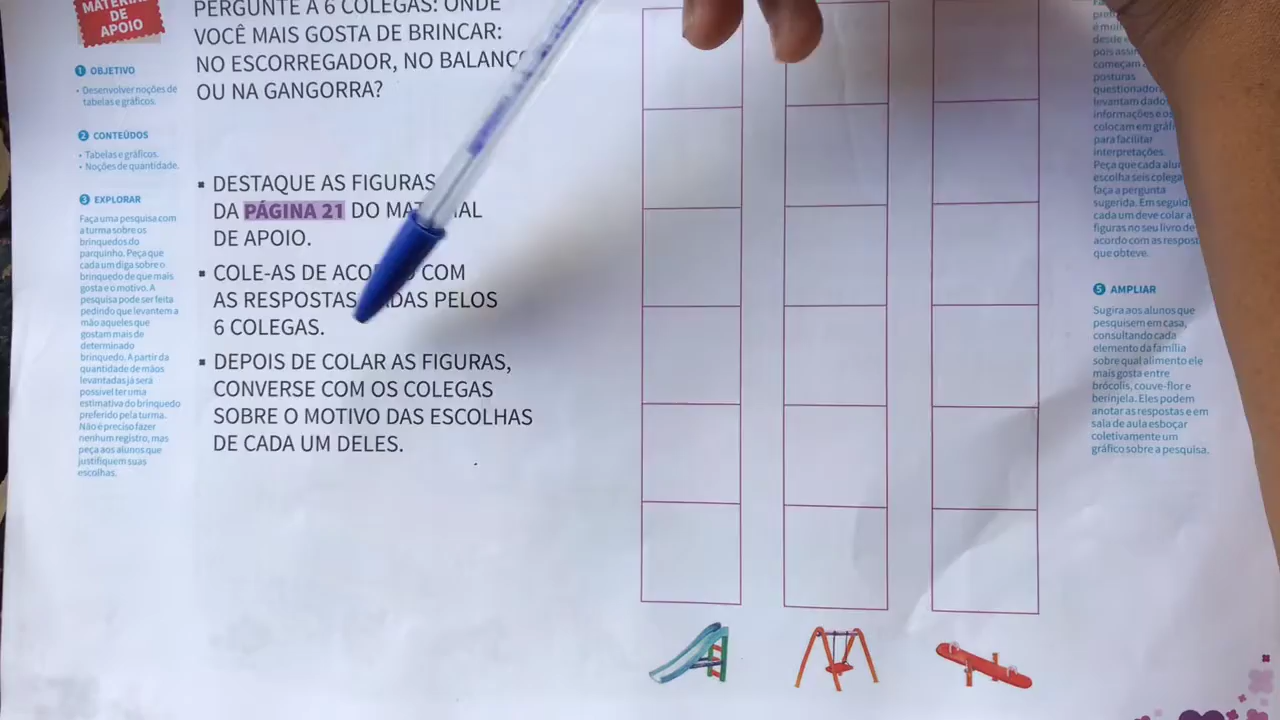 MATERIAL
DE
APOIO
1 OBJETIVO
• Desenvolver noções de
tabelas e gráficos.
2 CONTEÚDOS
• Tabelas e gráficos.
• Noções de quantidade.
3 EXPLORAR
Faça uma pesquisa com
a turma sobre os
brinquedos do
parquinho. Peça que
cada um diga sobre o
brinquedo de que mais
gosta e o motivo. A
pesquisa pode ser feita
pedindo que levantem a
mão aqueles que
gostam mais de
determinado
brinquedo. A partir da
quantidade de mãos
levantadas já será
possível ter uma
estimativa do brinquedo
preferido pela turma.
Não é preciso fazer
nenhum registro, mas
peça aos alunos que
justifiquem suas
escolhas.
PERGUNTE A 6 COLEGAS: ONDE
VOCÊ MAIS GOSTA DE BRINCAR:
NO ESCORREGADOR, NO BALANÇO
OU NA GANGORRA?
▪ DESTAQUE AS FIGURAS
DA PÁGINA 21 DO MATERIAL
DE APOIO.
▪ COLE-AS DE ACORDO COM
AS RESPOSTAS DADAS PELOS
6 COLEGAS.
▪ DEPOIS DE COLAR AS FIGURAS,
CONVERSE COM OS COLEGAS
SOBRE O MOTIVO DAS ESCOLHAS
DE CADA UM DELES.
é
desde
pois
começam a
posturas
levantam dados
informações e os
colocam em
para facilitar
interpretações.
Peça que cada
escolha seis
faça a pergunta
sugerida. Em
cada um deve colar
figuras no seu livro de
acordo com as
que obteve.
5 AMPLIAR
Sugira aos alunos que
pesquisem em casa,
consultando cada
elemento da família
sobre qual alimento ele
mais gosta entre
brócolis, couve-flor e
berinjela. Eles podem
anotar as respostas e em
sala de aula esboçar
coletivamente um
gráfico sobre a pesquisa.